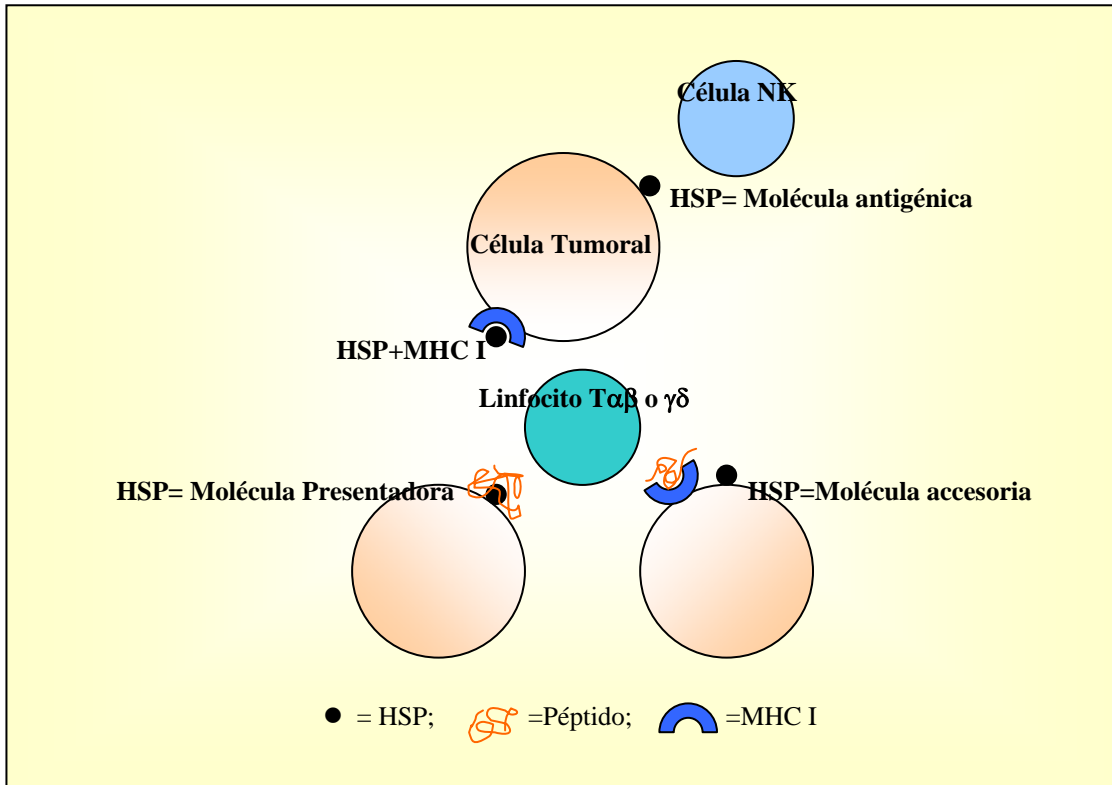 Célula NK
HSP= Molécula antigénica
Célula Tumoral
HSP+MHC I
Linfocito Tαβ o γδ
HSP= Molécula Presentadora
HSP=Molécula accesoria
= HSP; =Péptido; =MHC I